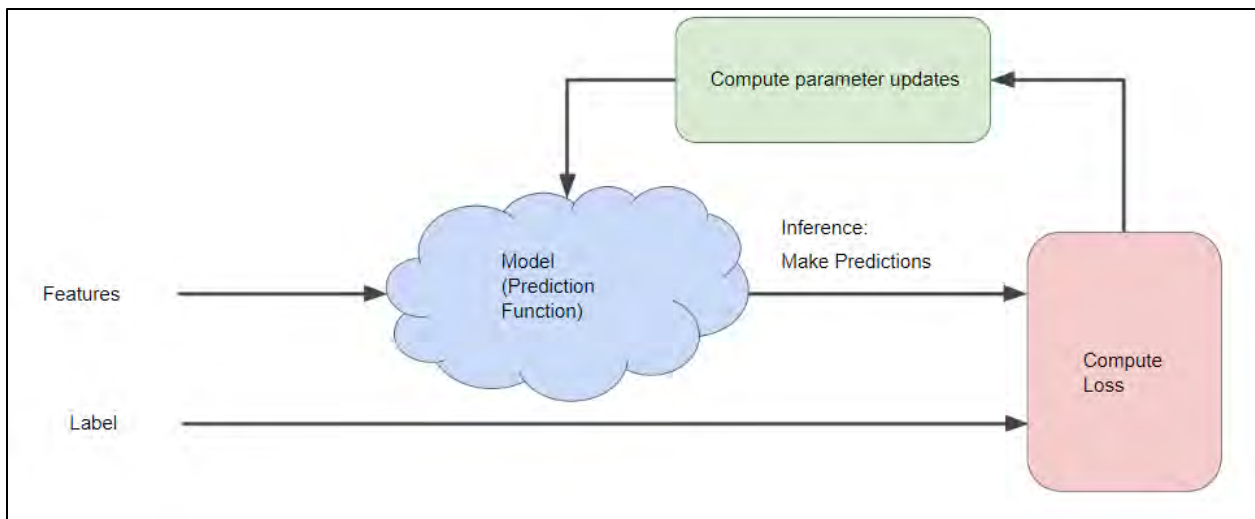 Compute parameter updates
Inference:
Make Predictions
Model
(Prediction
Function)
Features
Compute
Loss
Label